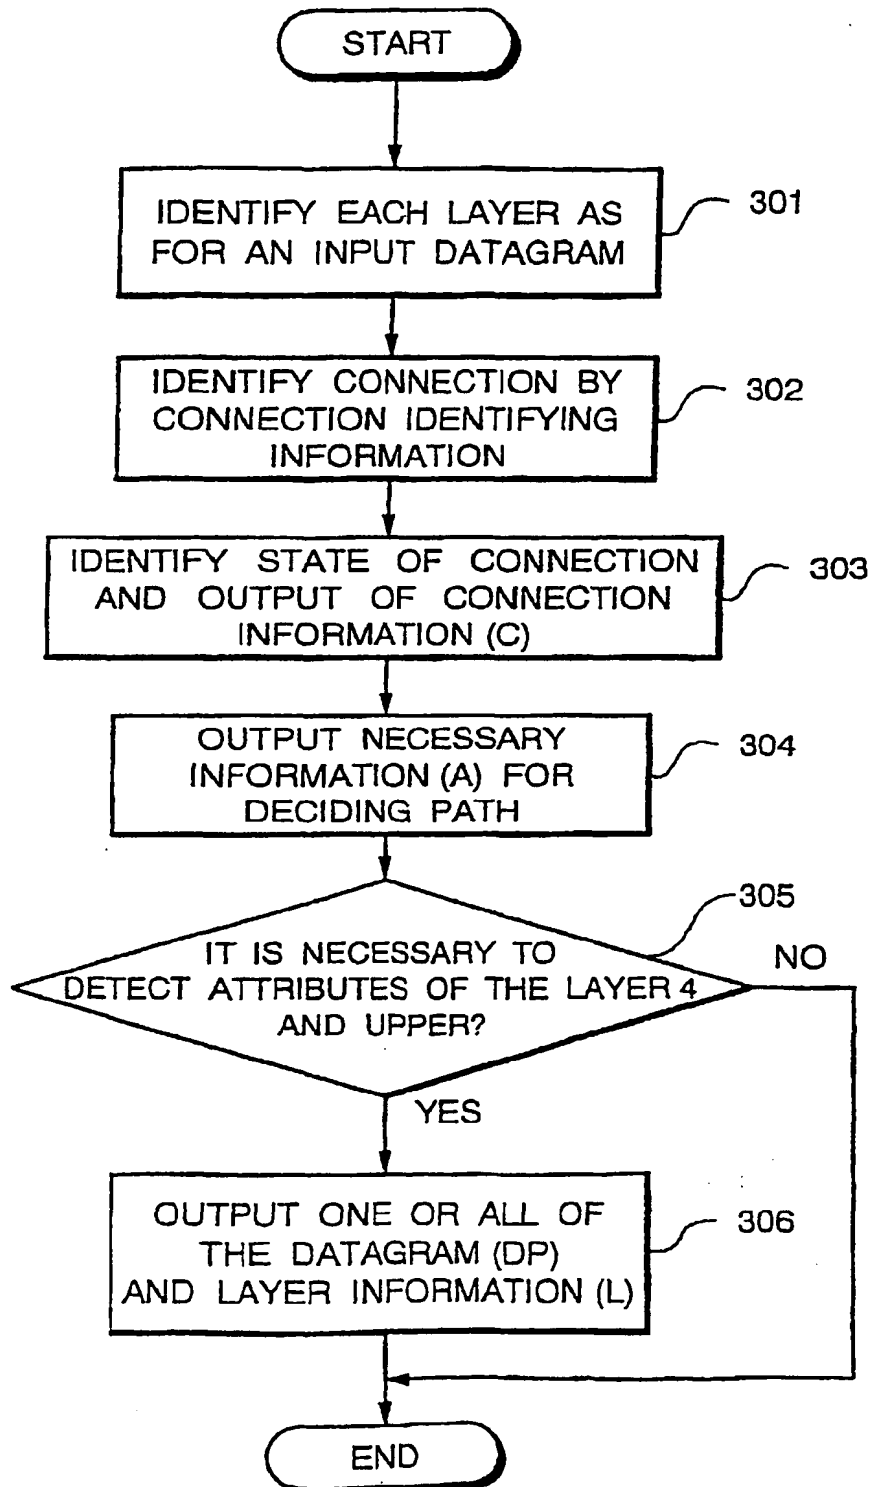 START
IDENTIFY EACH LAYER AS
FOR AN INPUT DATAGRAM
301
IDENTIFY CONNECTION BY
CONNECTION IDENTIFYING
INFORMATION
302
IDENTIFY STATE OF CONNECTION
AND OUTPUT OF CONNECTION
INFORMATION (C)
303
OUTPUT NECESSARY
INFORMATION (A) FOR
DECIDING PATH
304
305
IT IS NECESSARY TO
DETECT ATTRIBUTES OF THE LAYER 4
AND UPPER?
NO
YES
OUTPUT ONE OR ALL OF
THE DATAGRAM (DP)
AND LAYER INFORMATION (L)
306
END